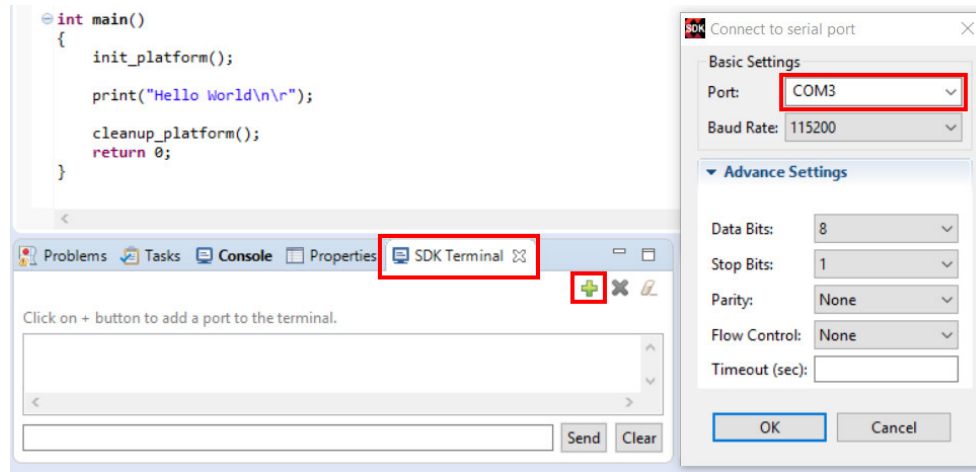 int main()
{
init_platform();
print("Hello World\n\r");
cleanup_platform();
return 0;
}
Problems Tasks Console Properties SDK Terminal
Click on + button to add a port to the terminal.
Send Clear
SDK Connect to serial port
Basic Settings
Port: COM3
Baud Rate: 115200
Advance Settings
Data Bits: 8
Stop Bits: 1
Parity: None
Flow Control: None
Timeout (sec):
OK Cancel